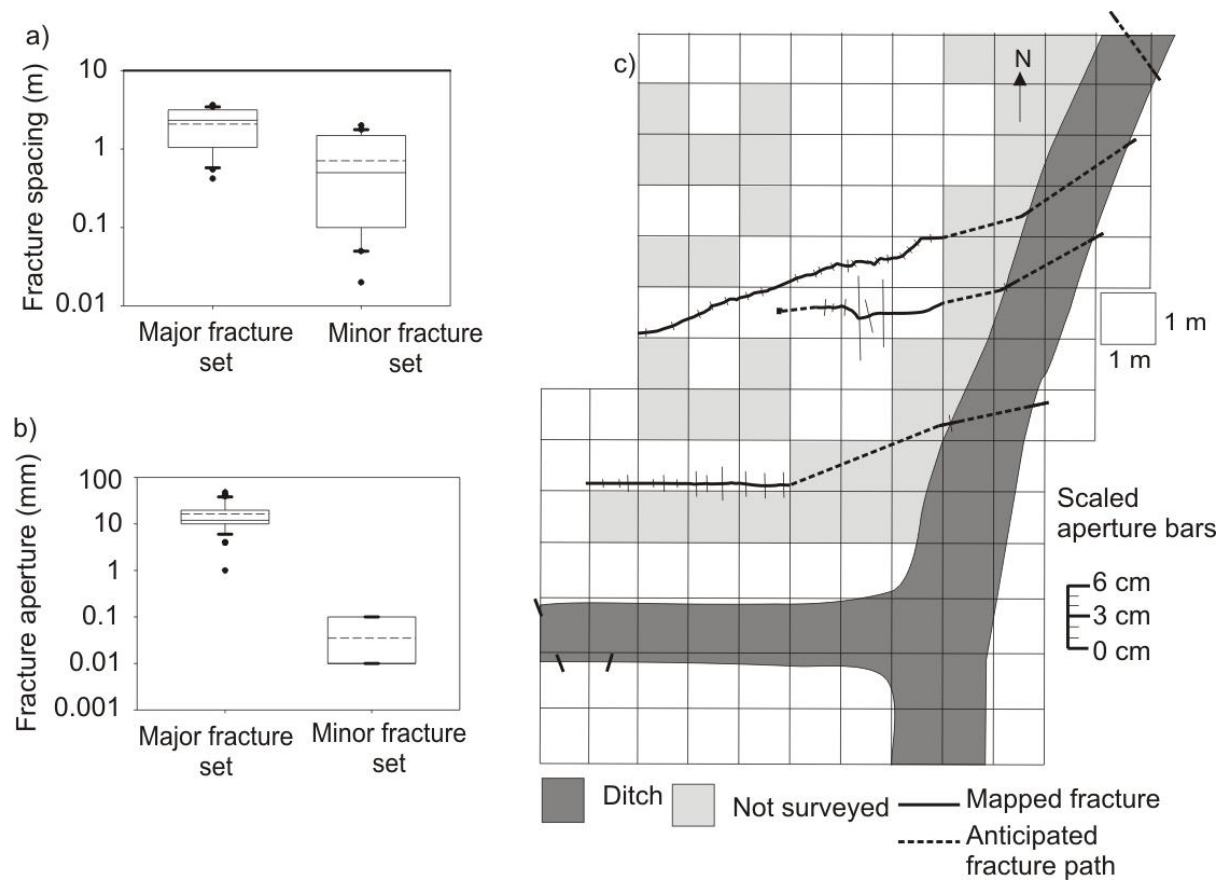 a)
Fracture spacing (m)
10
1
0.1
0.01
Major fracture
set
Minor fracture
set
b)
Fracture aperture (mm)
100
10
1
0.1
0.01
0.001
Major fracture
set
Minor fracture
set
c)
N
1 m
1 m
Scaled
aperture bars
6 cm
3 cm
0 cm
Ditch
Not surveyed
Mapped fracture
Anticipated
fracture path